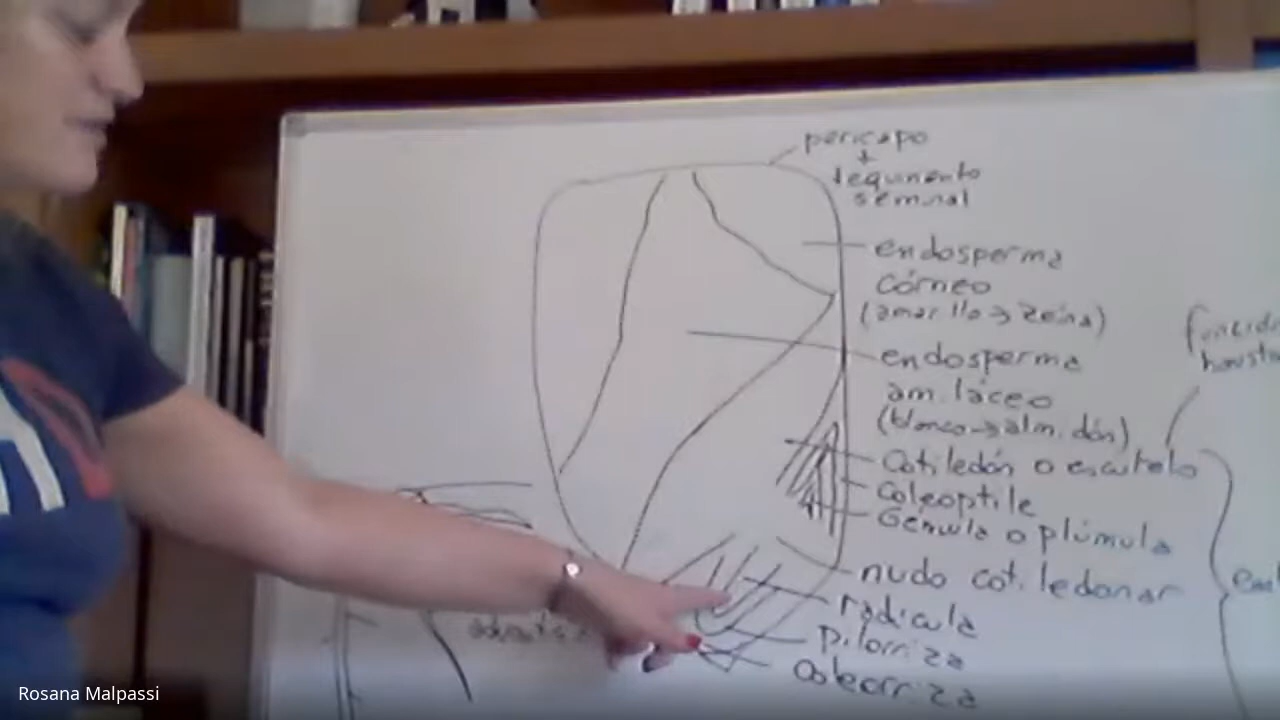 pericapo
+
tegumento
seminal
endosperma
córneo
(amarillo → zeína)
endosperma
amiláceo
(blanco → almidón)
Cotiledón o escutelo
Coleoptile
Gémula o plúmula
nudo cotiledonar
radícula
pilorriza
Coleorriza
Rosana Malpassi